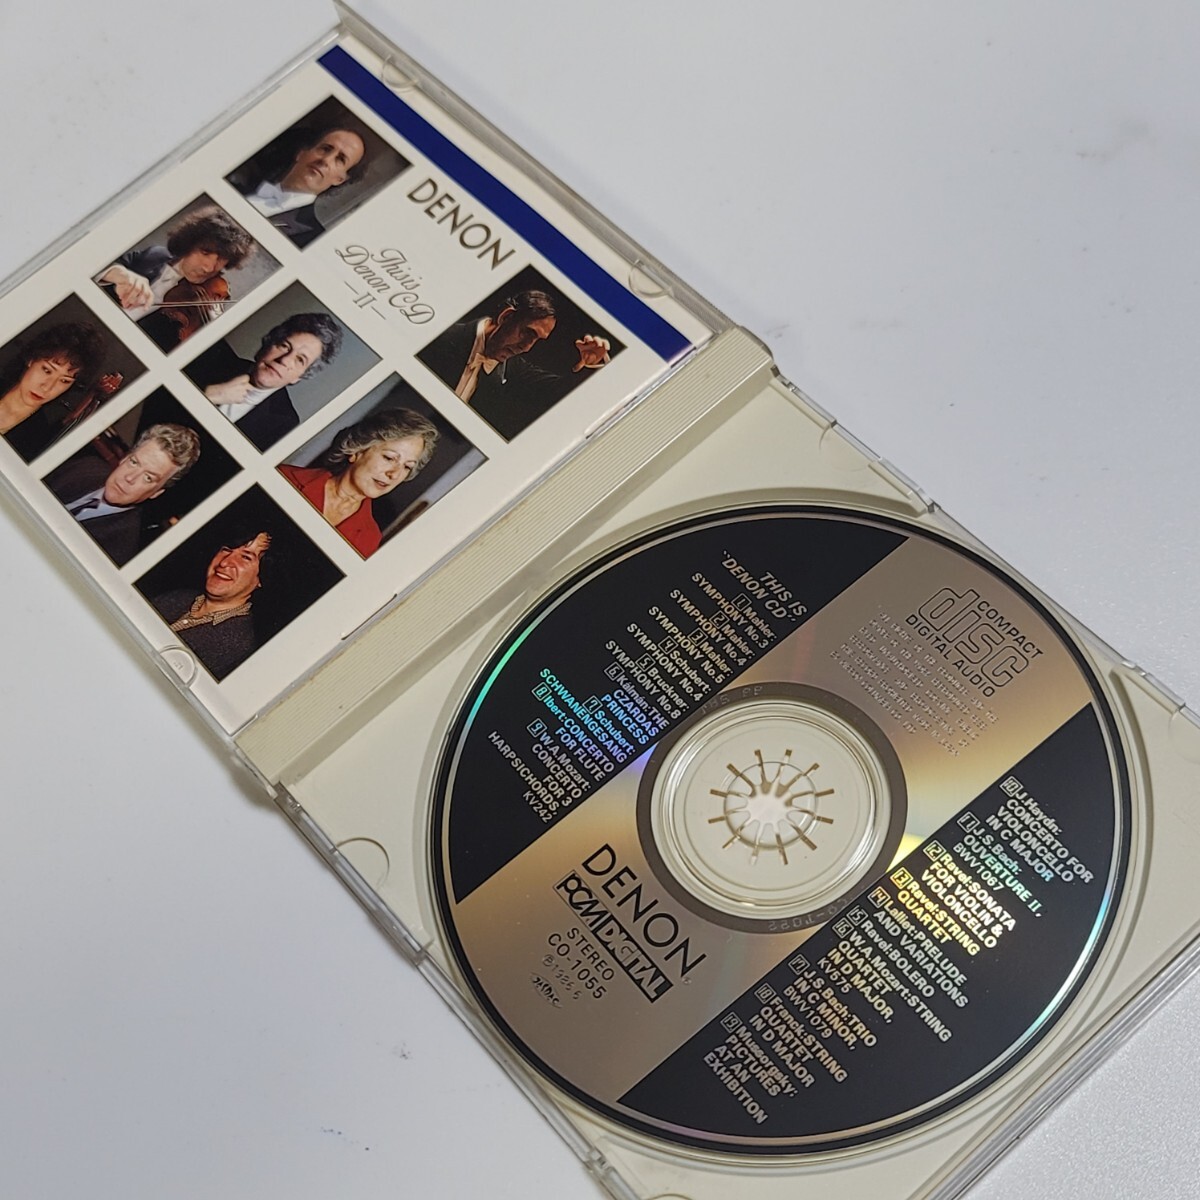 DENON
This is
Denon CD
—II—
THIS IS
"DENON CD"
1 Mahler:
SYMPHONY No.3
2 Mahler:
SYMPHONY No.4
3 Mahler:
SYMPHONY No.5
4 Schubert:
SYMPHONY No.4
5 Bruckner:
SYMPHONY No.8
6 Kálmán: THE
CZARDAS
PRINCESS
7 Schubert:
SCHWANENGESANG
8 Ibert: CONCERTO
FOR FLUTE
9 W.A. Mozart:
CONCERTO
FOR 3
HARPSICHORDS,
KV242
COMPACT
disc
DIGITAL AUDIO
10 J. Haydn:
CONCERTO FOR
VIOLONCELLO
IN C MAJOR
11 J.S. Bach:
OUVERTURE II,
BWV1067
12 Ravel: SONATA
FOR VIOLIN &
VIOLONCELLO
13 Ravel: STRING
QUARTET
14 Lalliet: PRELUDE
AND VARIATIONS
15 Ravel: BOLERO
16 W.A. Mozart: STRING
QUARTET,
IN D MAJOR,
KV575
17 J.S. Bach: TRIO
IN C MINOR,
BWV1079
18 Franck: STRING
QUARTET
IN D MAJOR
19 Mussorgsky:
PICTURES
AT AN
EXHIBITION
DENON
PCM DIGITAL
STEREO
CO-1055
Ⓟ1986.6
JASRAC